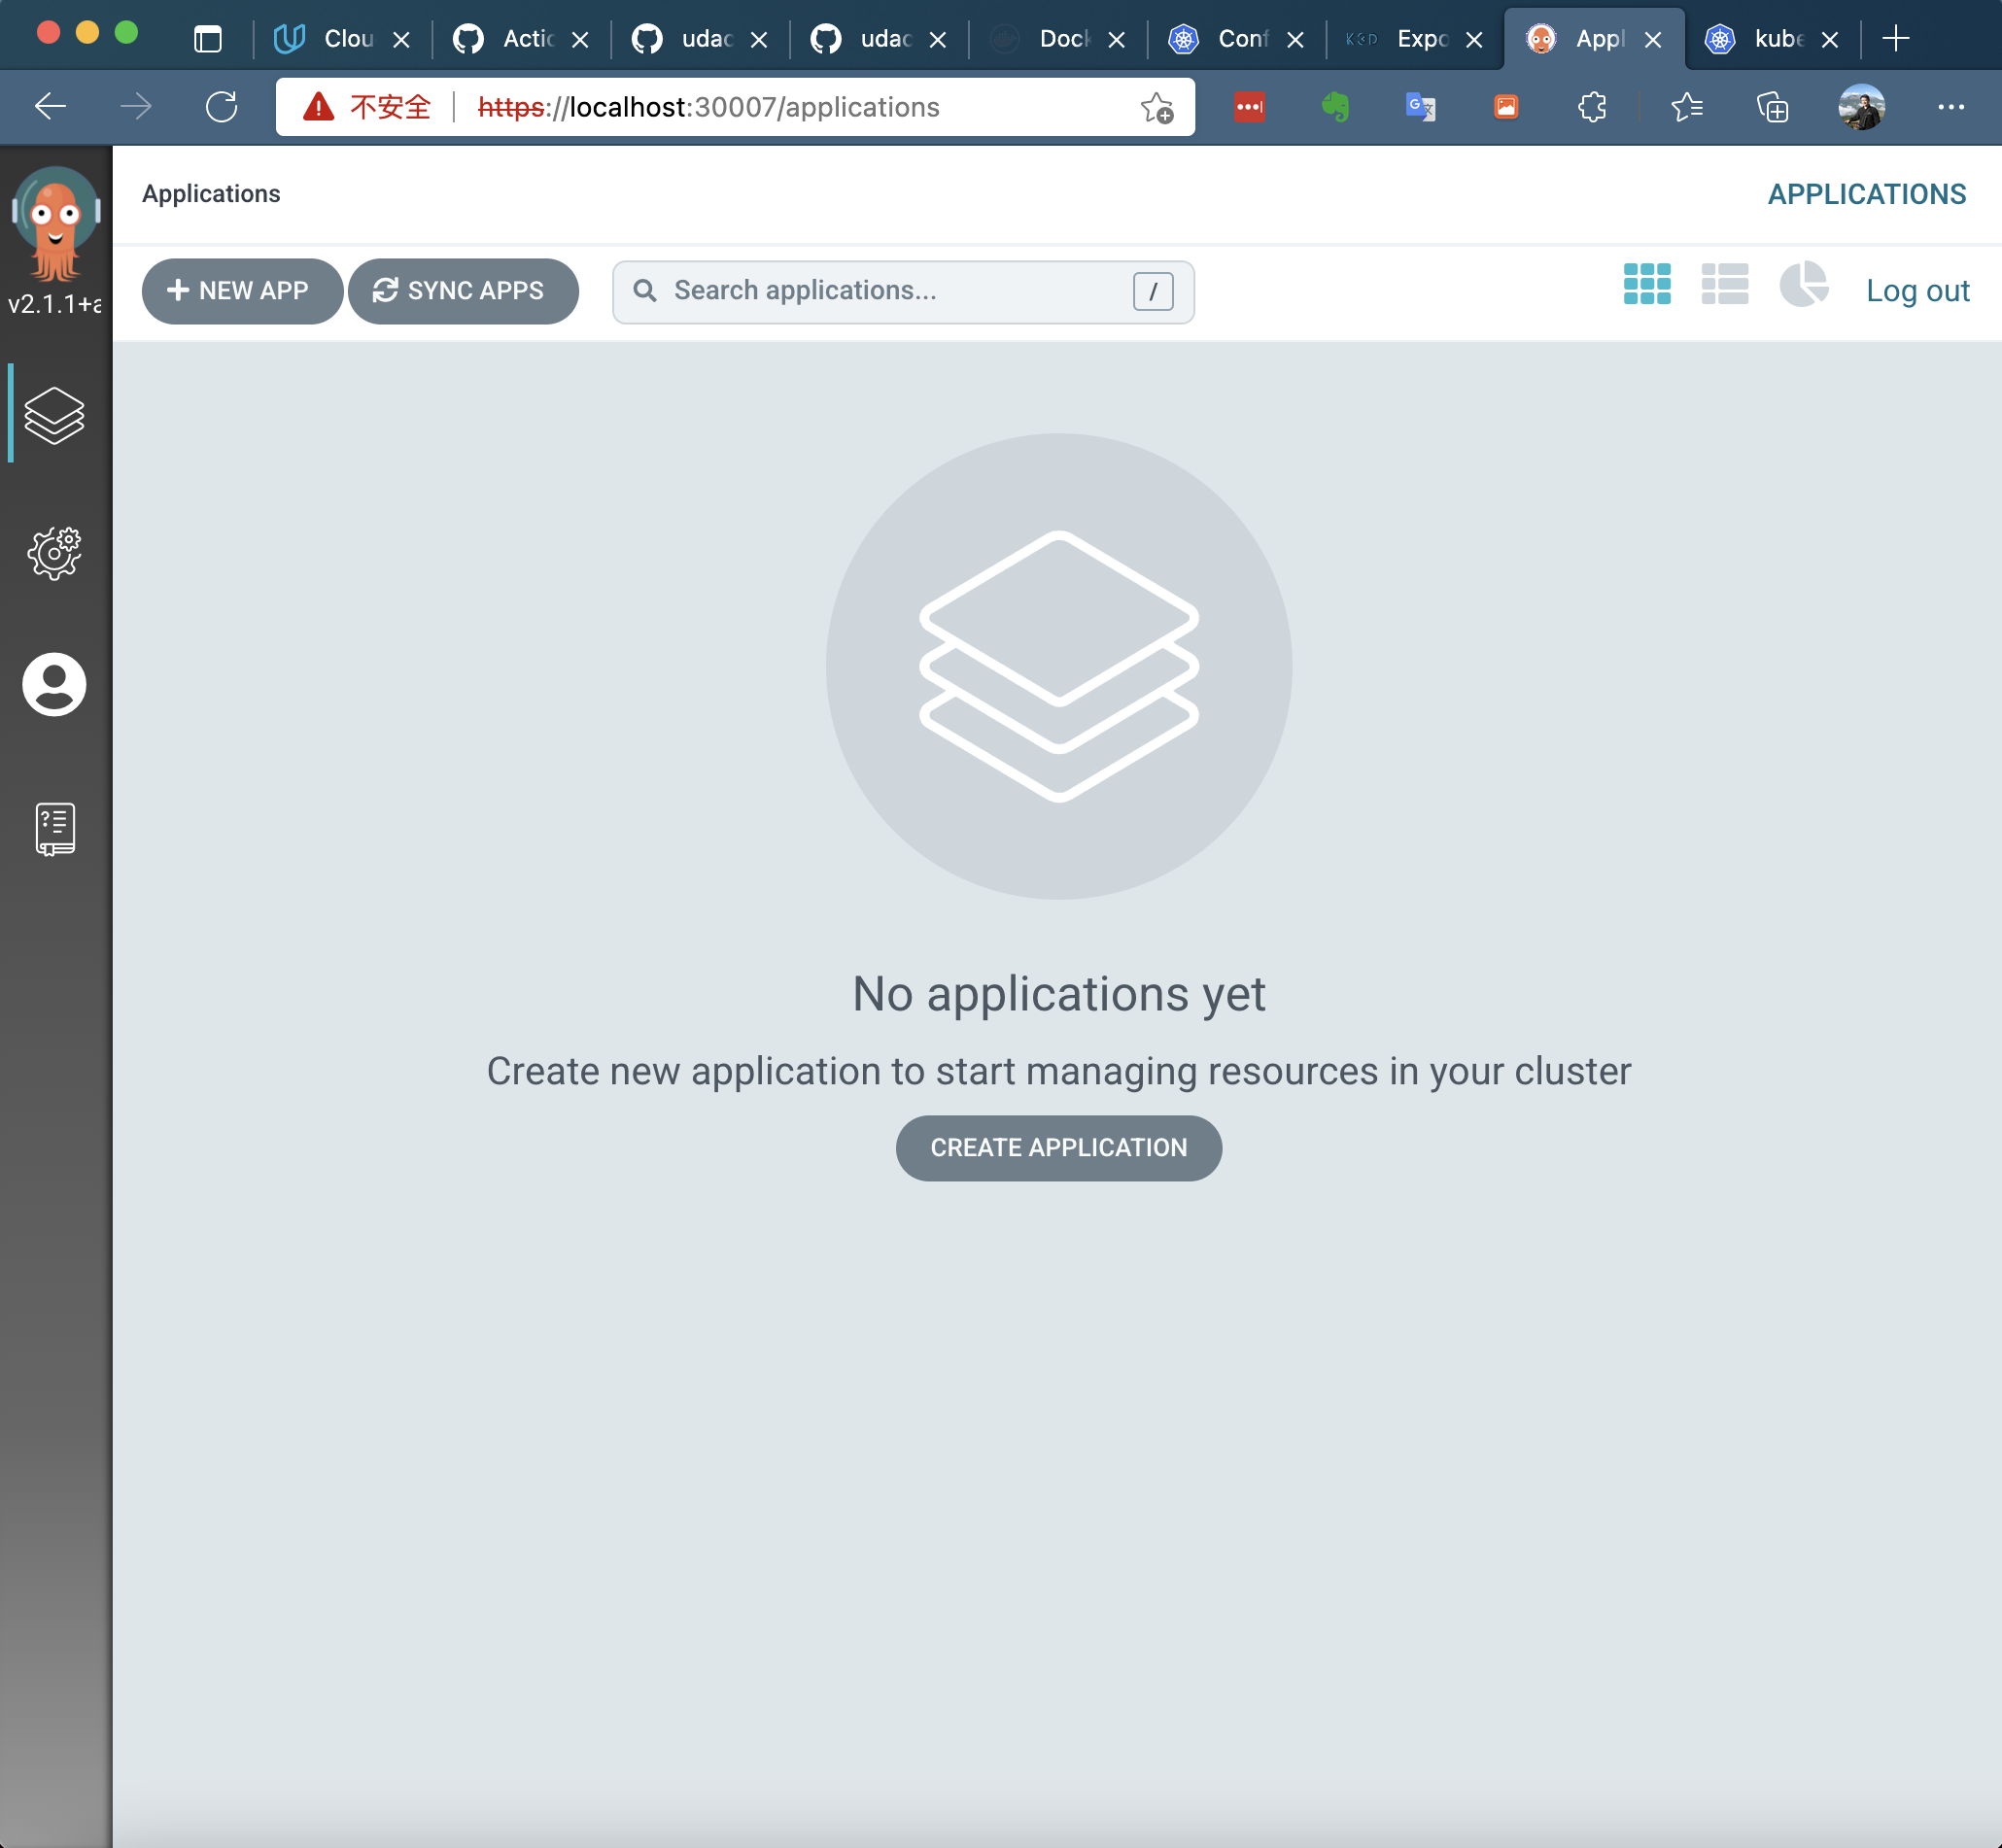 Clou
Actic
udac
udac
Dock
Conf
K3D Expo
Appl
kube
不安全 https://localhost:30007/applications
Applications
APPLICATIONS
v2.1.1+a
NEW APP
SYNC APPS
Search applications...
/
Log out
No applications yet
Create new application to start managing resources in your cluster
CREATE APPLICATION